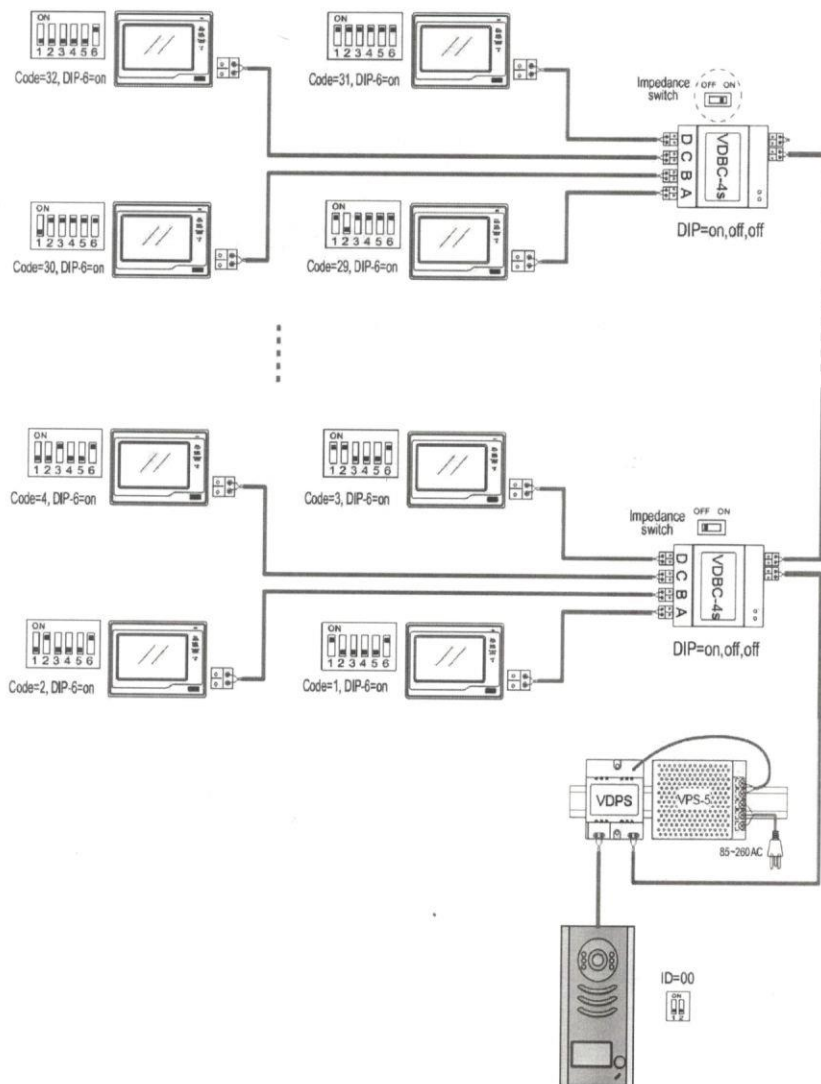 ON
1 2 3 4 5 6
Code=32, DIP-6=on
ON
1 2 3 4 5 6
Code=31, DIP-6=on
Impedance
switch
OFF ON
D
C
B
A
VDBC-4s
DIP=on,off,off
ON
1 2 3 4 5 6
Code=30, DIP-6=on
ON
1 2 3 4 5 6
Code=29, DIP-6=on
ON
1 2 3 4 5 6
Code=4, DIP-6=on
ON
1 2 3 4 5 6
Code=3, DIP-6=on
Impedance
switch
OFF ON
D
C
B
A
VDBC-4s
DIP=on,off,off
ON
1 2 3 4 5 6
Code=2, DIP-6=on
ON
1 2 3 4 5 6
Code=1, DIP-6=on
VDPS
VPS-5
85~260AC
ID=00
ON
1 2